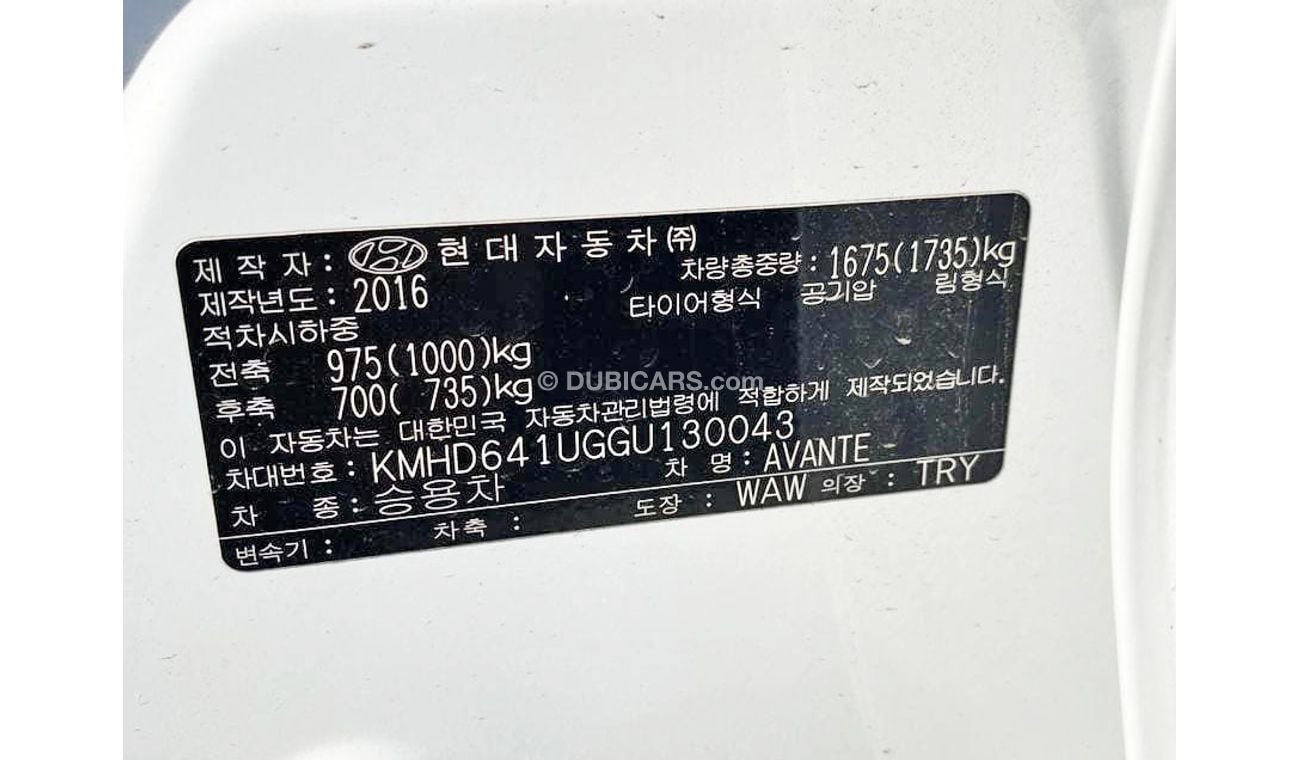 제 작 자 : 현대자동차㈜
차량총중량 : 1675(1735)kg
제작년도 : 2016
타이어형식 공기압 림형식
적차시하중
전축 975(1000)kg
후축 700( 735)kg
© DUBICARS.com
이 자동차는 대한민국 자동차관리법령에 적합하게 제작되었습니다.
차대번호 : KMHD641UGGU130043
차 종 : 승용차 차 명 : AVANTE
변속기 : 차축 : 도장 : WAW 의장 : TRY